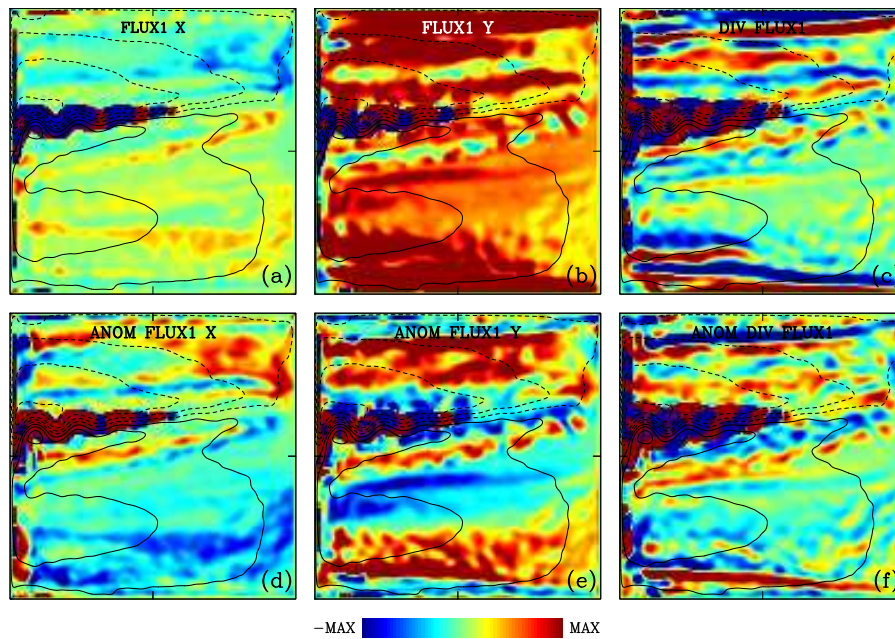 FLUX1 X
FLUX1 Y
DIV FLUX1
(a)
(b)
(c)
ANOM FLUX1 X
ANOM FLUX1 Y
ANOM DIV FLUX1
(d)
(e)
(f)
-MAX
MAX